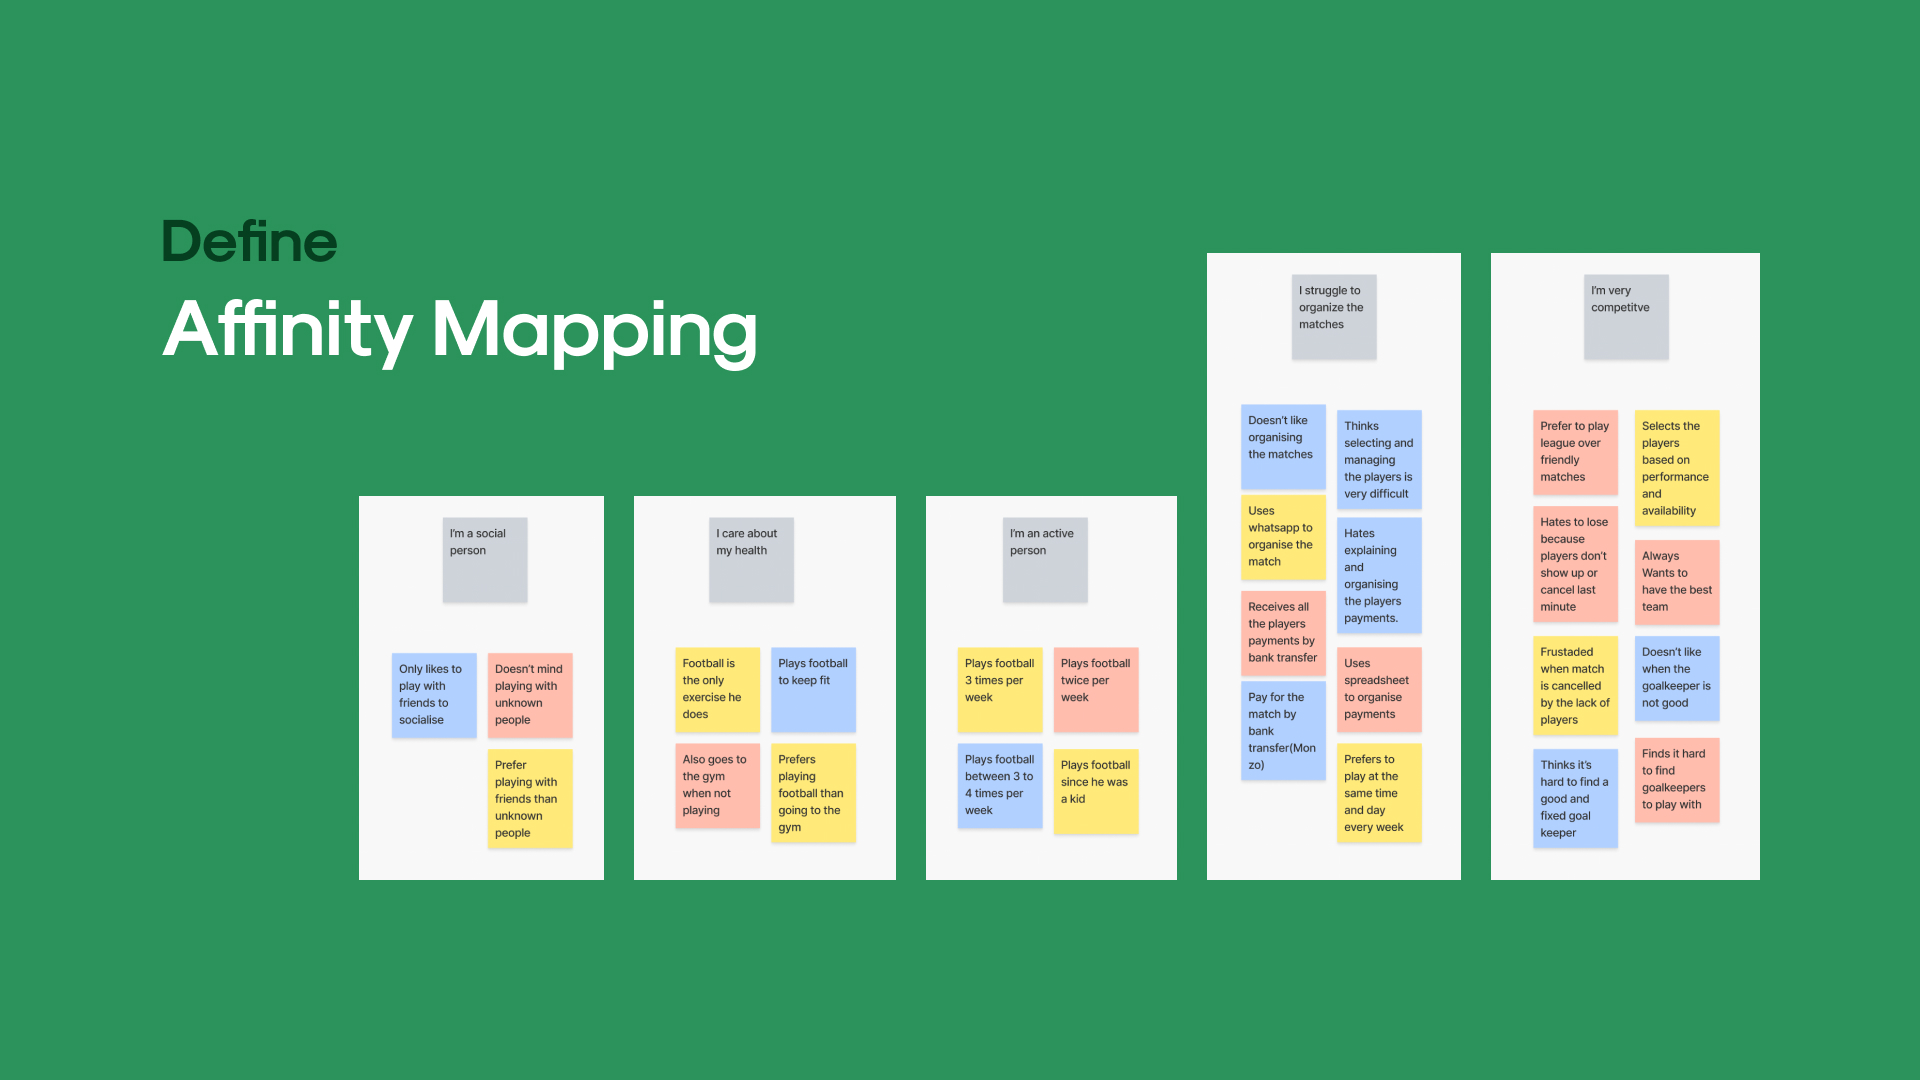 Define
Affinity Mapping
I'm a social
person
Only likes to
play with
friends to
socialise
Doesn't mind
playing with
unknown
people
Prefer
playing with
friends than
unknown
people
I care about
my health
Football is
the only
exercise he
does
Plays football
to keep fit
Also goes to
the gym
when not
playing
Prefers
playing
football than
going to the
gym
I'm an active
person
Plays football
3 times per
week
Plays football
twice per
week
Plays football
between 3 to
4 times per
week
Plays football
since he was
a kid
I struggle to
organize the
matches
Doesn't like
organising
the matches
Thinks
selecting and
managing
the players is
very difficult
Uses
whatsapp to
organise the
match
Hates
explaining
and
organising
the players
payments.
Receives all
the players
payments by
bank transfer
Uses
spreadsheet
to organise
payments
Pay for the
match by
bank
transfer(Mon
zo)
Prefers to
play at the
same time
and day
every week
I'm very
competitve
Prefer to play
league over
friendly
matches
Selects the
players
based on
performance
and
availability
Hates to lose
because
players don't
show up or
cancel last
minute
Always
Wants to
have the best
team
Frustaded
when match
is cancelled
by the lack of
players
Doesn't like
when the
goalkeeper is
not good
Thinks it's
hard to find a
good and
fixed goal
keeper
Finds it hard
to find
goalkeepers
to play with